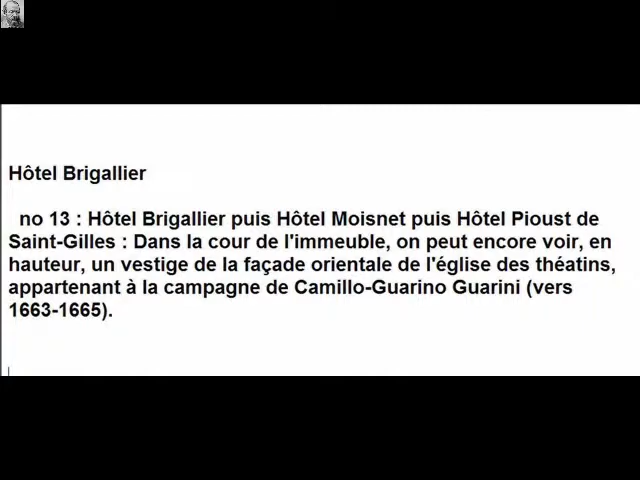 Hôtel Brigallier
no 13 : Hôtel Brigallier puis Hôtel Moisnet puis Hôtel Pioust de
Saint-Gilles : Dans la cour de l'immeuble, on peut encore voir, en
hauteur, un vestige de la façade orientale de l'église des théatins,
appartenant à la campagne de Camillo-Guarino Guarini (vers
1663-1665).